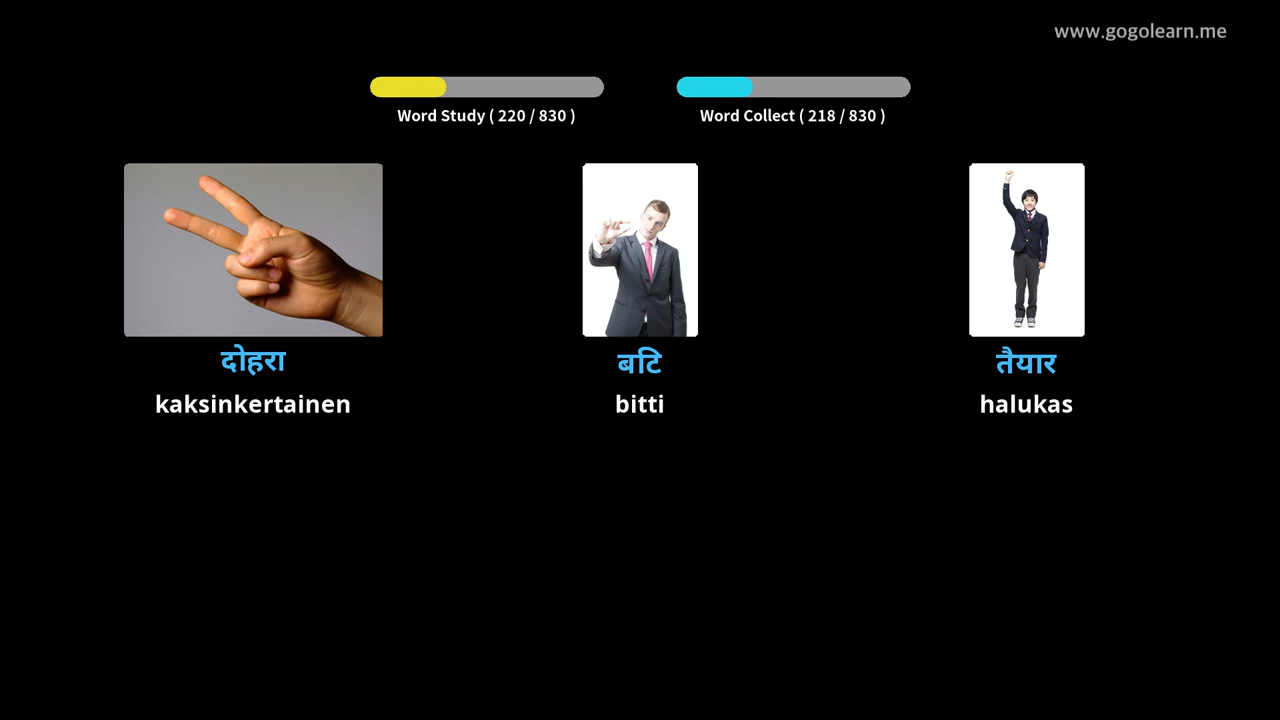 www.gogolearn.me
Word Study ( 220 / 830 )
Word Collect ( 218 / 830 )
दोहरा
बटि
तैयार
kaksinkertainen
bitti
halukas